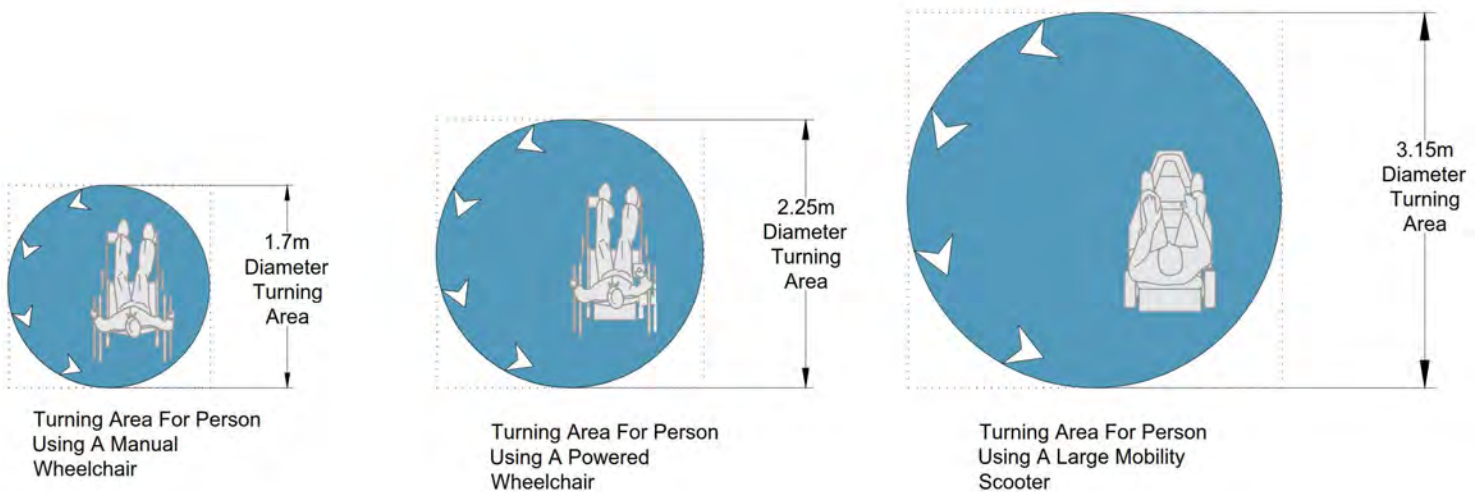 1.7m
Diameter
Turning
Area
Turning Area For Person
Using A Manual
Wheelchair
2.25m
Diameter
Turning
Area
Turning Area For Person
Using A Powered
Wheelchair
3.15m
Diameter
Turning
Area
Turning Area For Person
Using A Large Mobility
Scooter